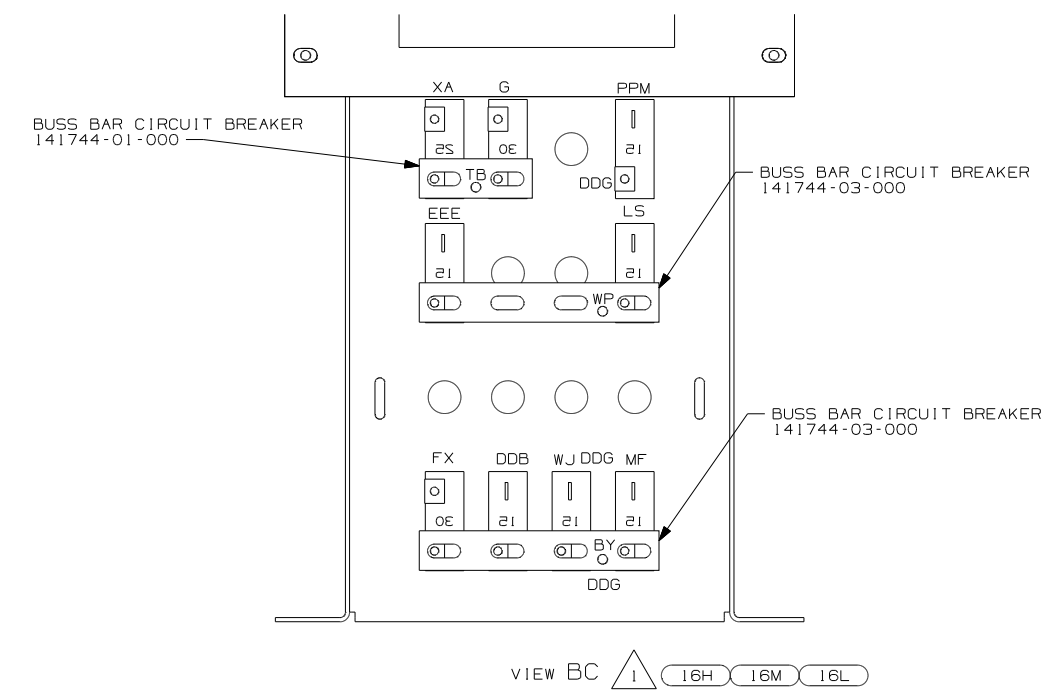 XA G PPM
BUSS BAR CIRCUIT BREAKER
141744-01-000
25 30 15
TB
DDG
BUSS BAR CIRCUIT BREAKER
141744-03-000
EEE LS
15 15
WP
BUSS BAR CIRCUIT BREAKER
141744-03-000
FX DDB WJ DDG MF
30 15 15 15
BY
DDG
VIEW BC 1 16H 16M 16L